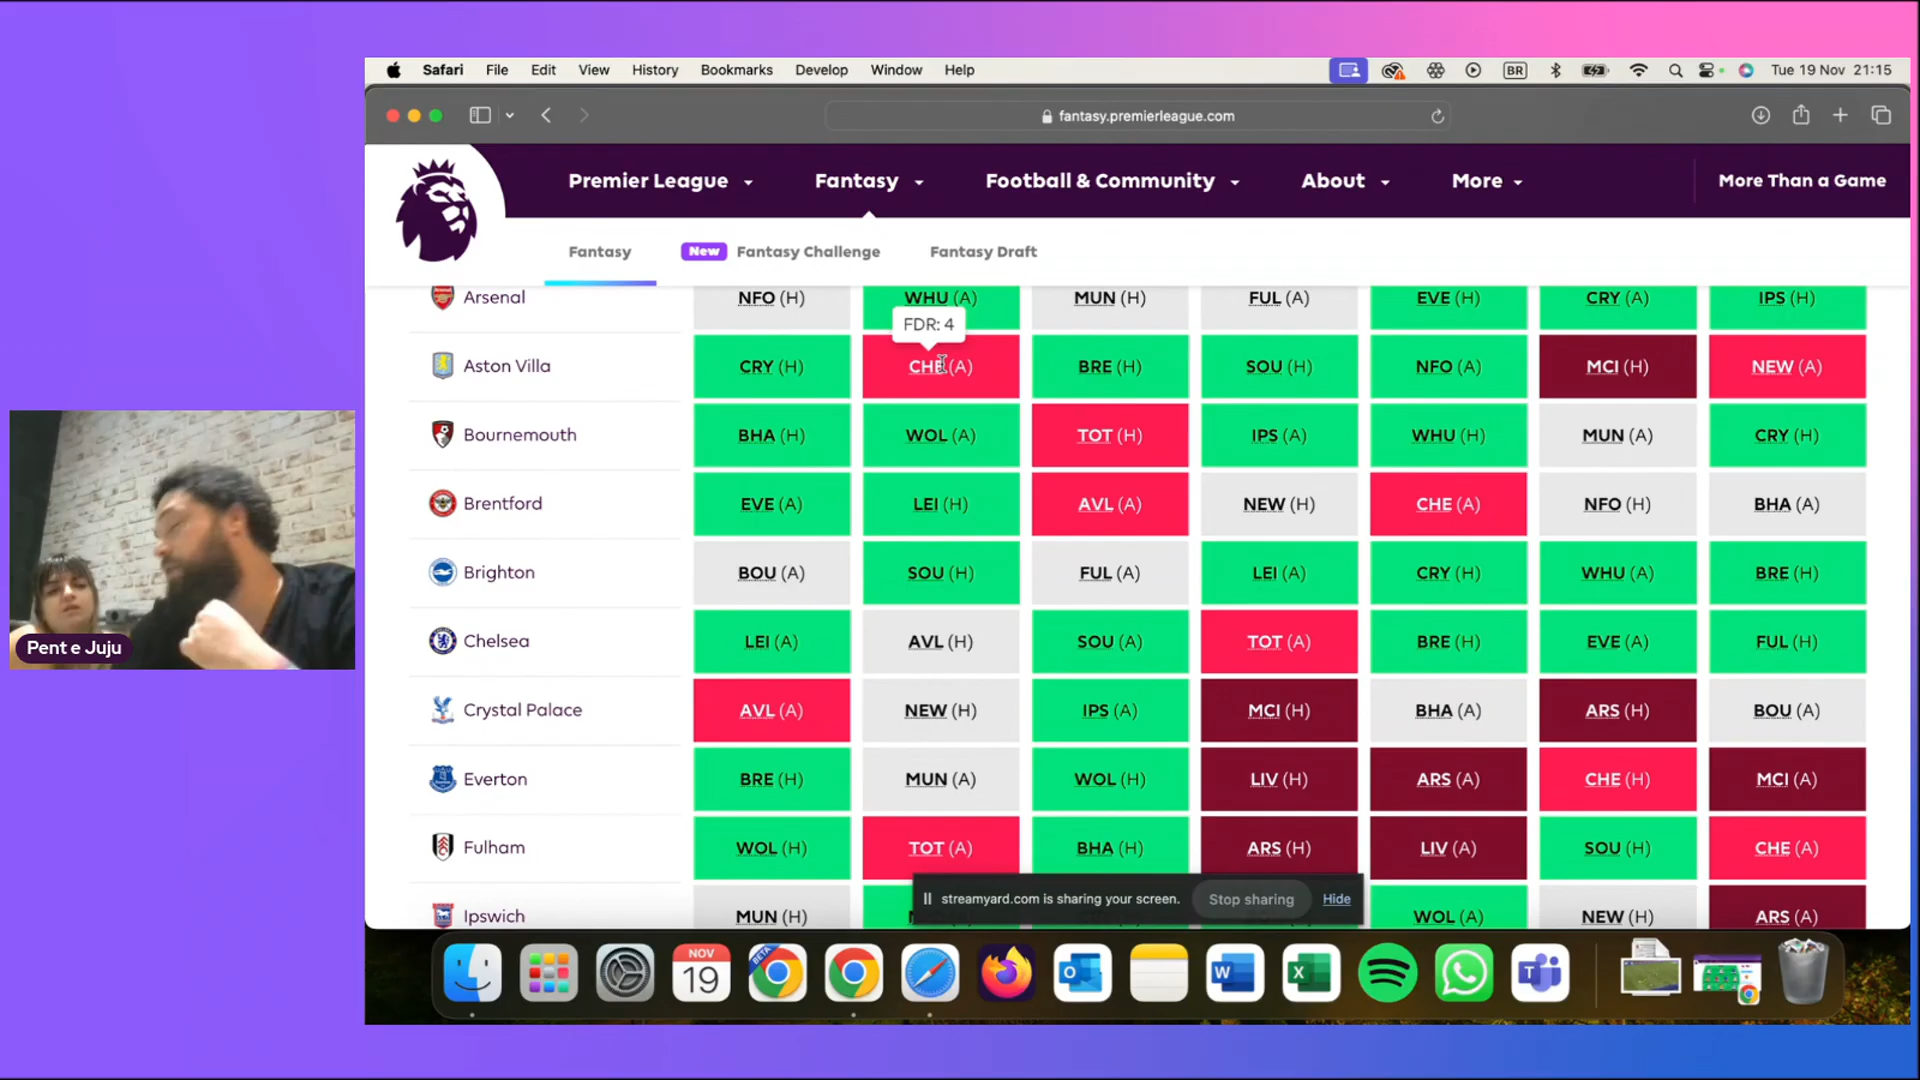 Safari File Edit View History Bookmarks Develop Window Help BR Tue 19 Nov 21:15
fantasy.premierleague.com
Premier League Fantasy Football & Community About More More Than a Game
Fantasy New Fantasy Challenge Fantasy Draft
Arsenal NFO (H) WHU (A) MUN (H) FUL (A) EVE (H) CRY (A) IPS (H)
FDR: 4
Aston Villa CRY (H) CHE (A) BRE (H) SOU (H) NFO (A) MCI (H) NEW (A)
Bournemouth BHA (H) WOL (A) TOT (H) IPS (A) WHU (H) MUN (A) CRY (H)
Brentford EVE (A) LEI (H) AVL (A) NEW (H) CHE (A) NFO (H) BHA (A)
Brighton BOU (A) SOU (H) FUL (A) LEI (A) CRY (H) WHU (A) BRE (H)
Chelsea LEI (A) AVL (H) SOU (A) TOT (A) BRE (H) EVE (A) FUL (H)
Pent e Juju
Crystal Palace AVL (A) NEW (H) IPS (A) MCI (H) BHA (A) ARS (H) BOU (A)
Everton BRE (H) MUN (A) WOL (H) LIV (H) ARS (A) CHE (H) MCI (A)
Fulham WOL (H) TOT (A) BHA (H) ARS (H) LIV (A) SOU (H) CHE (A)
streamyard.com is sharing your screen. Stop sharing Hide
Ipswich MUN (H) WOL (A) NEW (H) ARS (A)
NOV
19
BETA